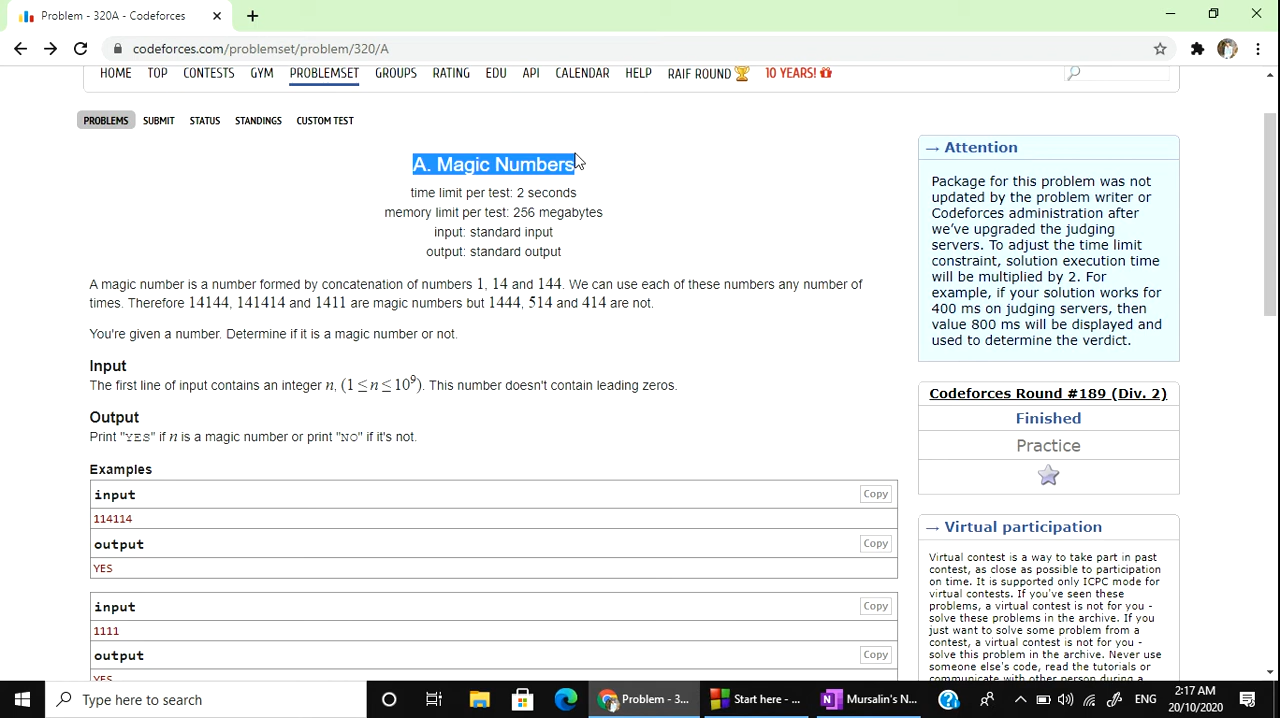 Problem - 320A - Codeforces
codeforces.com/problemset/problem/320/A
HOME TOP CONTESTS GYM PROBLEMSET GROUPS RATING EDU API CALENDAR HELP RAIF ROUND 10 YEARS!
PROBLEMS SUBMIT STATUS STANDINGS CUSTOM TEST
A. Magic Numbers
time limit per test: 2 seconds
memory limit per test: 256 megabytes
input: standard input
output: standard output
A magic number is a number formed by concatenation of numbers 1, 14 and 144. We can use each of these numbers any number of
times. Therefore 14144, 141414 and 1411 are magic numbers but 1444, 514 and 414 are not.
You're given a number. Determine if it is a magic number or not.
Input
The first line of input contains an integer n, (1 ≤ n ≤ 10⁹). This number doesn't contain leading zeros.
Output
Print "YES" if n is a magic number or print "NO" if it's not.
Examples
input
Copy
114114
output
Copy
YES
input
Copy
1111
output
Copy
YES
→ Attention
Package for this problem was not
updated by the problem writer or
Codeforces administration after
we've upgraded the judging
servers. To adjust the time limit
constraint, solution execution time
will be multiplied by 2. For
example, if your solution works for
400 ms on judging servers, then
value 800 ms will be displayed and
used to determine the verdict.
Codeforces Round #189 (Div. 2)
Finished
Practice
→ Virtual participation
Virtual contest is a way to take part in past
contest, as close as possible to participation
on time. It is supported only ICPC mode for
virtual contests. If you've seen these
problems, a virtual contest is not for you -
solve these problems in the archive. If you
just want to solve some problem from a
contest, a virtual contest is not for you -
solve this problem in the archive. Never use
someone else's code, read the tutorials or
communicate with other person during a
Type here to search
Problem - 3...
Start here - ...
Mursalin's N...
ENG
2:17 AM
20/10/2020